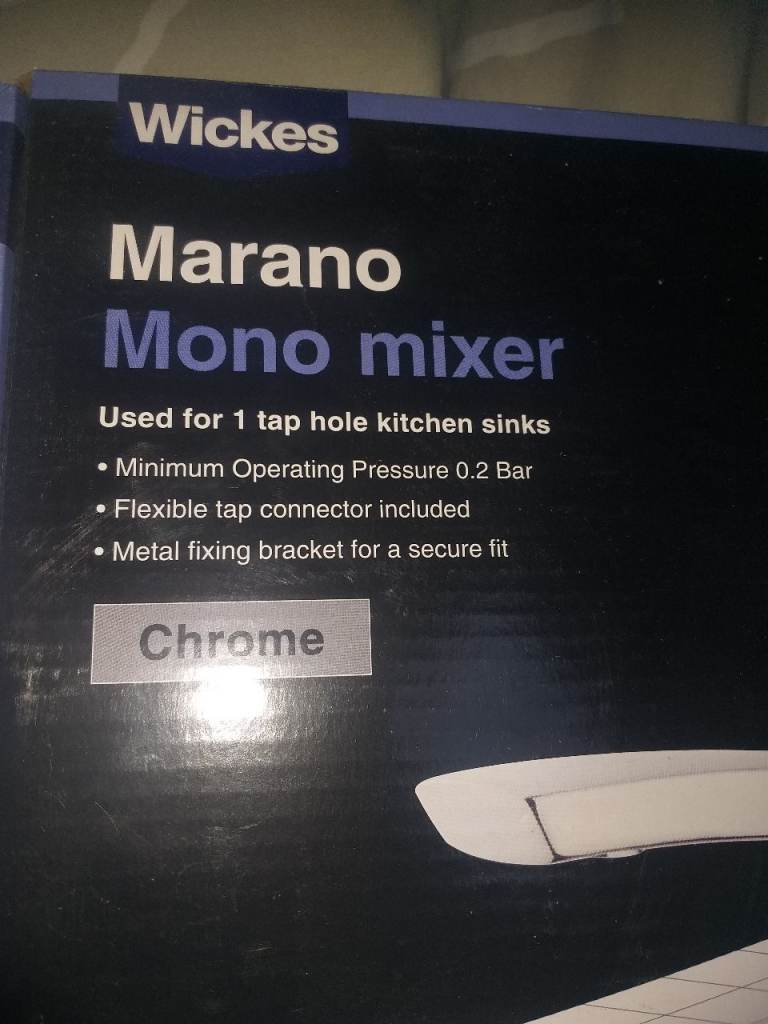 Wickes
Marano
Mono mixer
Used for 1 tap hole kitchen sinks
• Minimum Operating Pressure 0.2 Bar
• Flexible tap connector included
• Metal fixing bracket for a secure fit
Chrome